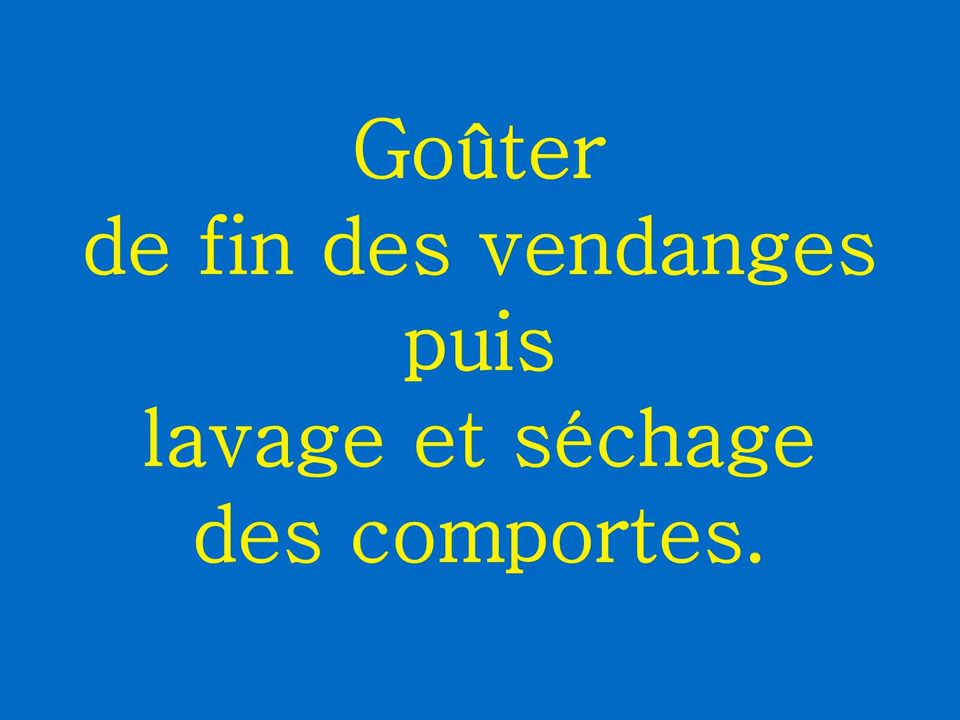 Goûter
de fin des vendanges
puis
lavage et séchage
des comportes.